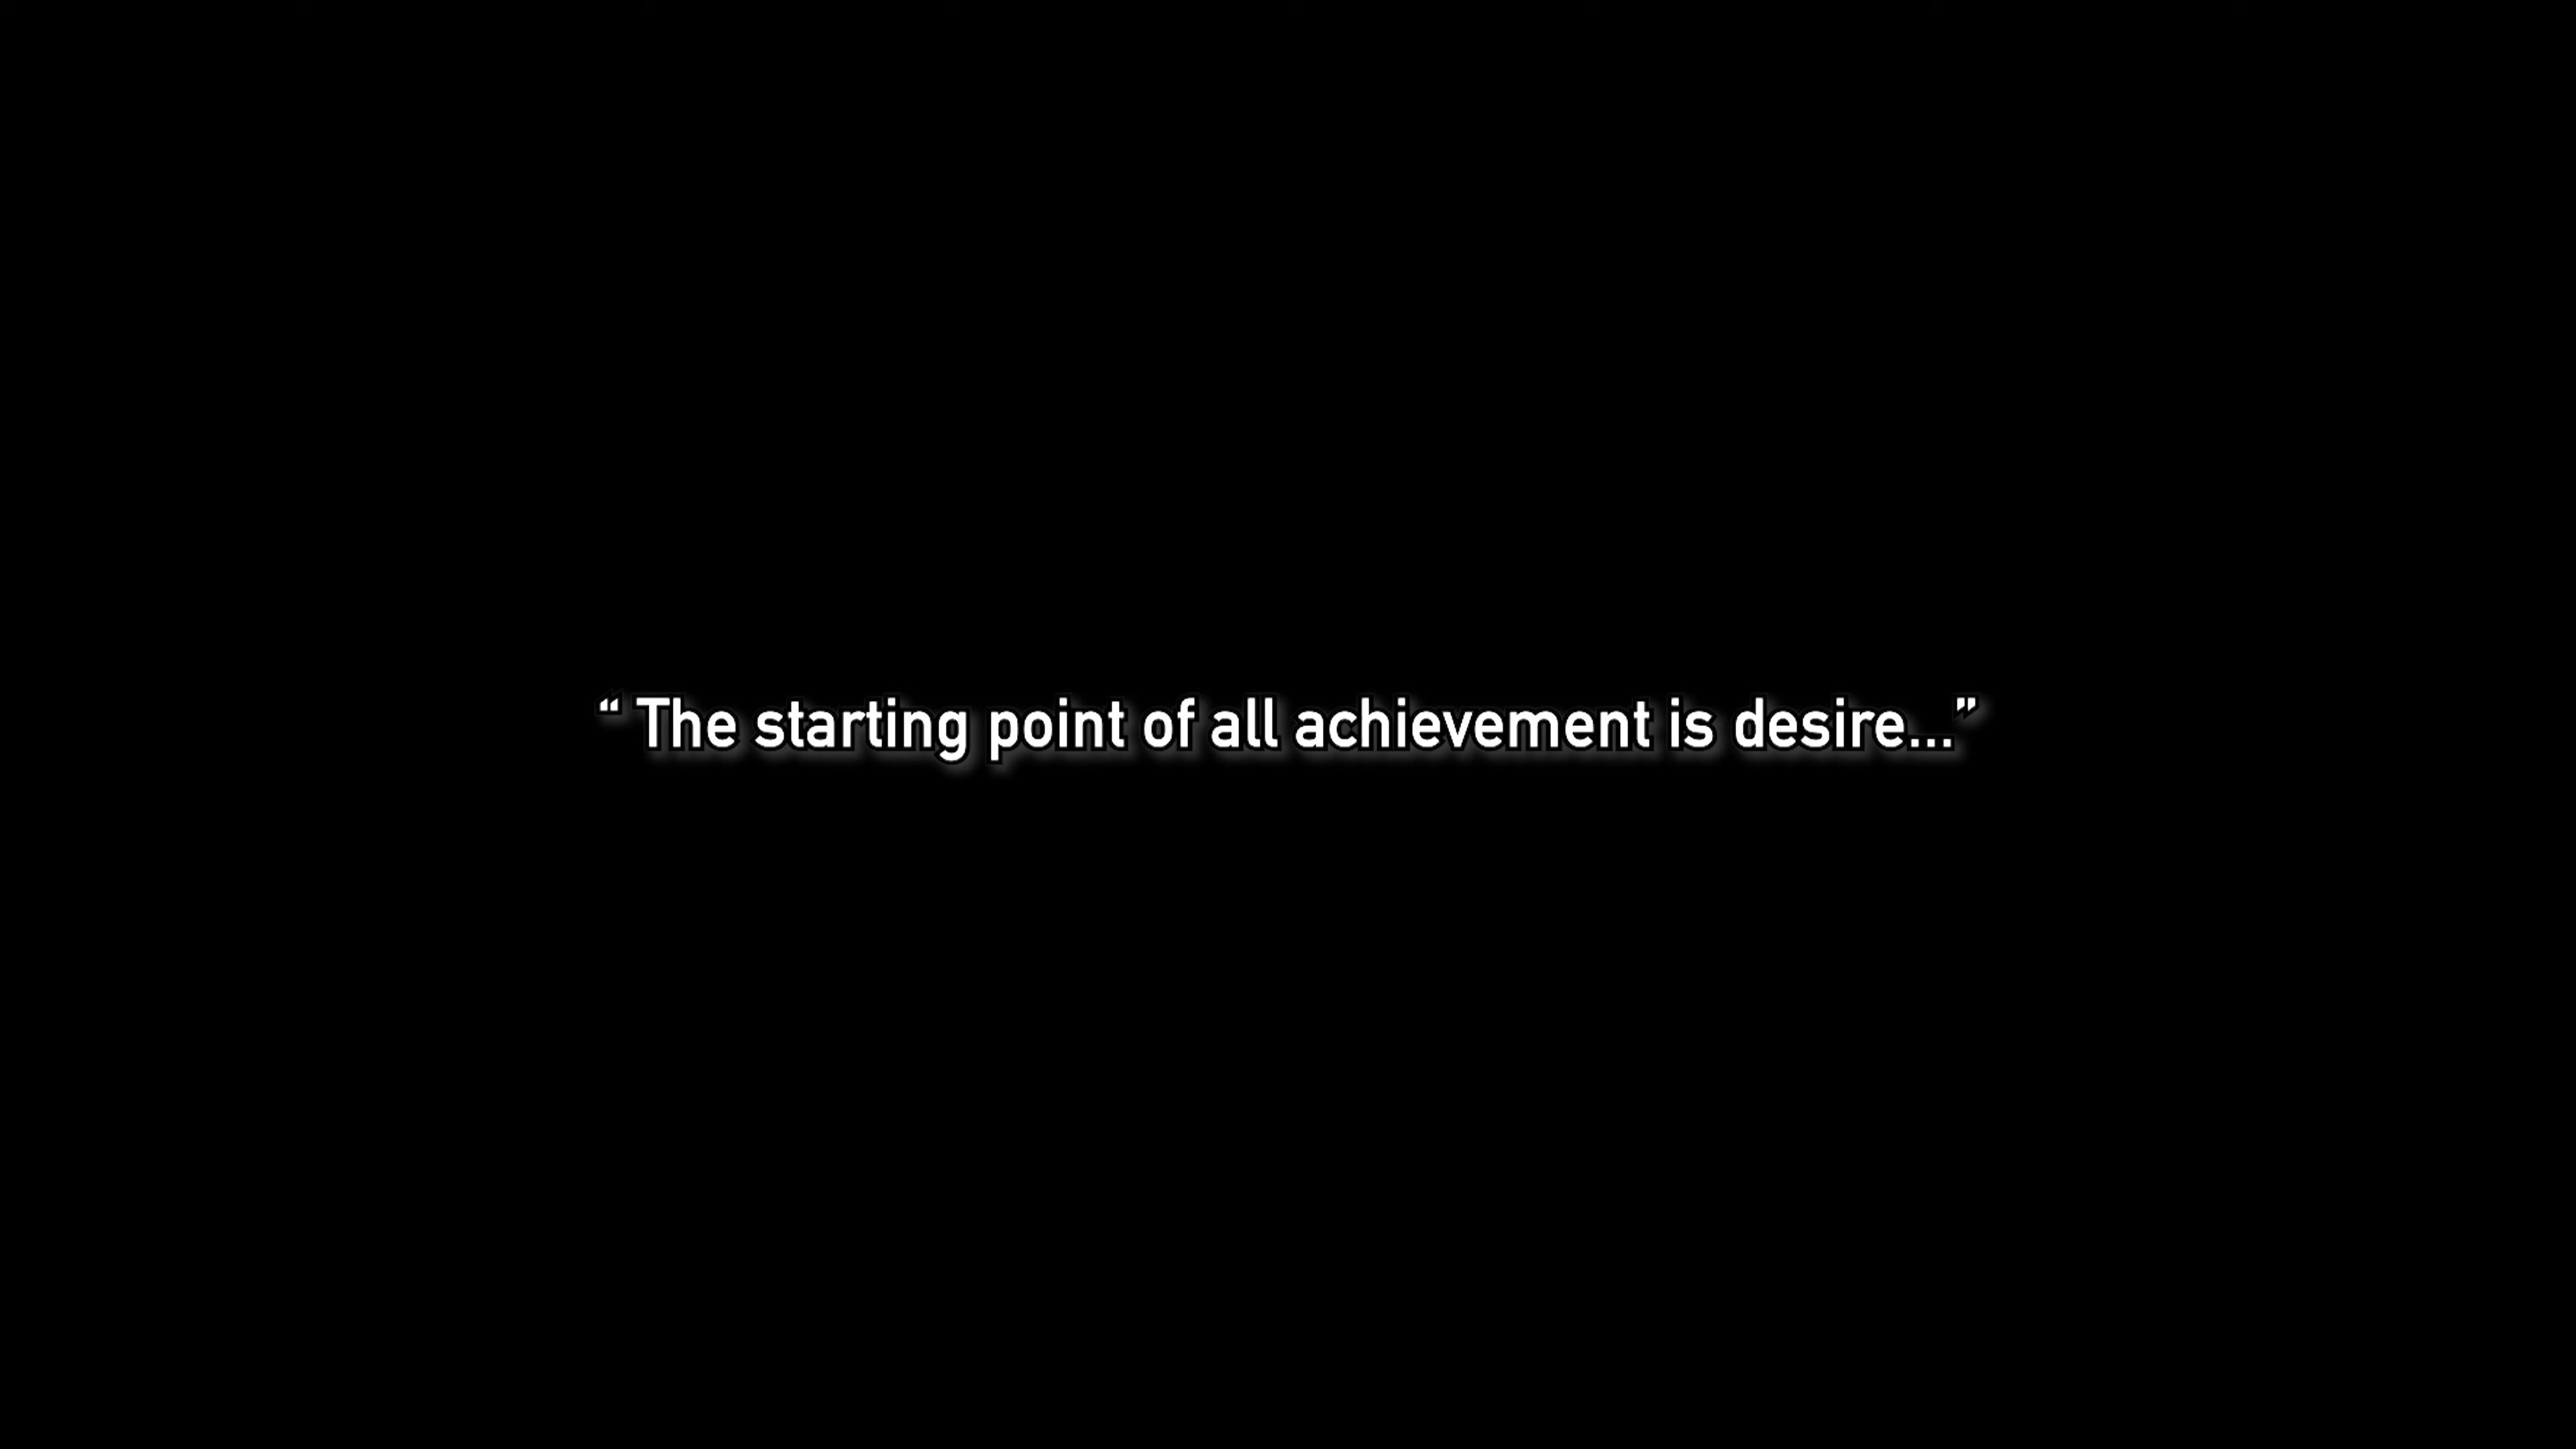 “ The starting point of all achievement is desire...”